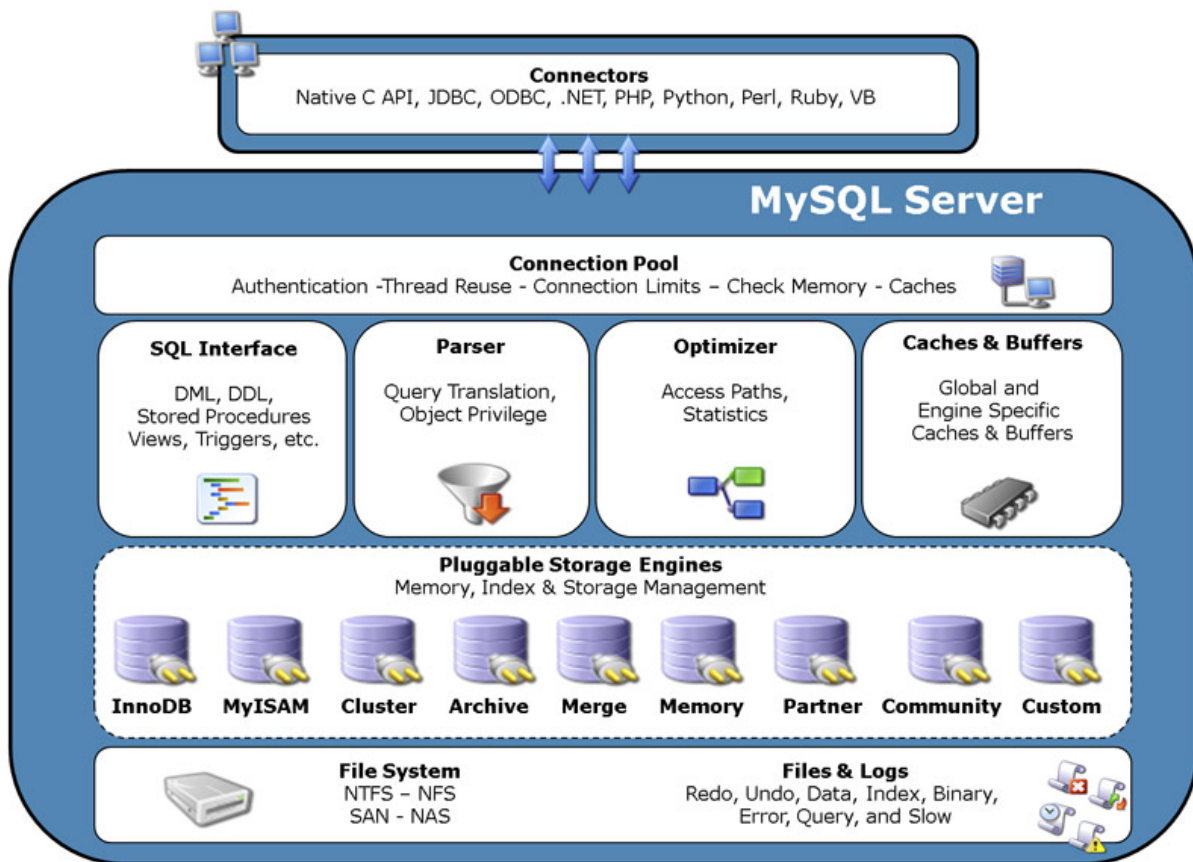 Connectors
Native C API, JDBC, ODBC, .NET, PHP, Python, Perl, Ruby, VB
MySQL Server
Connection Pool
Authentication -Thread Reuse - Connection Limits – Check Memory - Caches
SQL Interface
DML, DDL,
Stored Procedures
Views, Triggers, etc.
Parser
Query Translation,
Object Privilege
Optimizer
Access Paths,
Statistics
Caches & Buffers
Global and
Engine Specific
Caches & Buffers
Pluggable Storage Engines
Memory, Index & Storage Management
InnoDB
MyISAM
Cluster
Archive
Merge
Memory
Partner
Community
Custom
File System
NTFS – NFS
SAN - NAS
Files & Logs
Redo, Undo, Data, Index, Binary,
Error, Query, and Slow